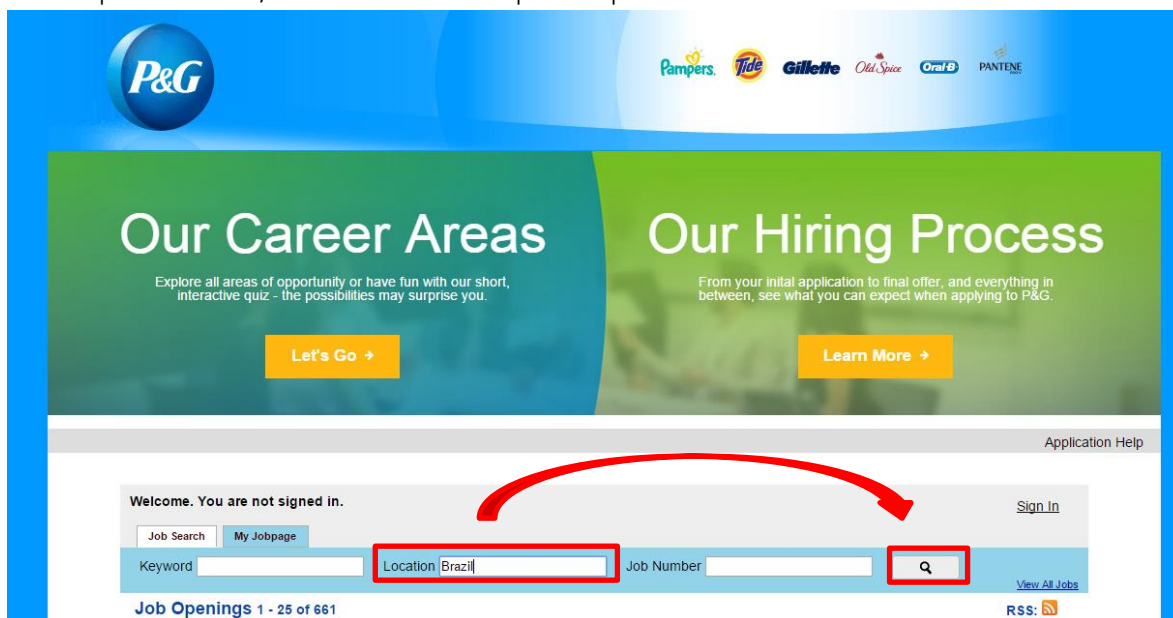 P&G
Pampers. Tide Gillette Old Spice Oral-B PANTENE
Our Career Areas
Explore all areas of opportunity or have fun with our short,
interactive quiz - the possibilities may surprise you.
Let's Go →
Our Hiring Process
From your inital application to final offer, and everything in
between, see what you can expect when applying to P&G.
Learn More →
Application Help
Welcome. You are not signed in.
Sign In
Job Search My Jobpage
Keyword Location Brazil Job Number
View All Jobs
Job Openings 1 - 25 of 661
RSS: